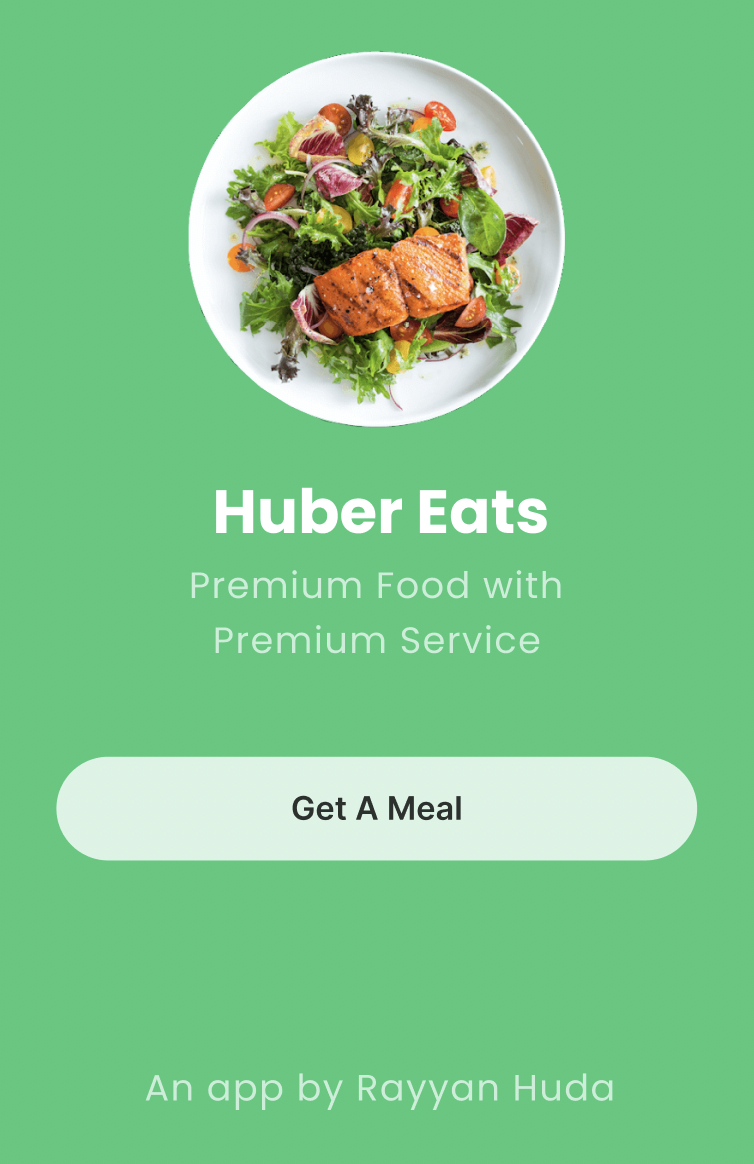 Huber Eats
Premium Food with
Premium Service
Get A Meal
An app by Rayyan Huda